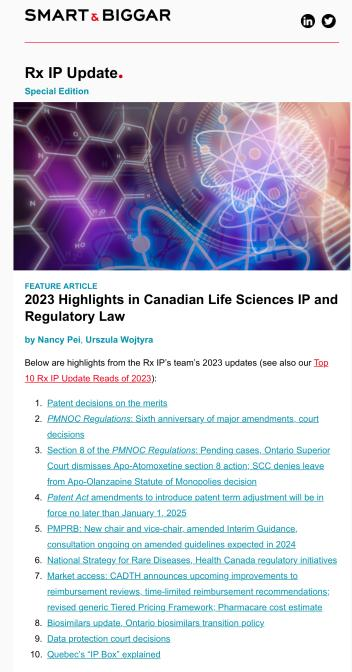 SMART & BIGGAR
Rx IP Update.
Special Edition
N
N
HO
H₂O
HO
FEATURE ARTICLE
2023 Highlights in Canadian Life Sciences IP and
Regulatory Law
by Nancy Pei, Urszula Wojtyra
Below are highlights from the Rx IP's team's 2023 updates (see also our Top
10 Rx IP Update Reads of 2023):
1. Patent decisions on the merits
2. PMNOC Regulations: Sixth anniversary of major amendments, court
decisions
3. Section 8 of the PMNOC Regulations: Pending cases, Ontario Superior
Court dismisses Apo-Atomoxetine section 8 action; SCC denies leave
from Apo-Olanzapine Statute of Monopolies decision
4. Patent Act amendments to introduce patent term adjustment will be in
force no later than January 1, 2025
5. PMPRB: New chair and vice-chair, amended Interim Guidance,
consultation ongoing on amended guidelines expected in 2024
6. National Strategy for Rare Diseases, Health Canada regulatory initiatives
7. Market access: CADTH announces upcoming improvements to
reimbursement reviews, time-limited reimbursement recommendations;
revised generic Tiered Pricing Framework; Pharmacare cost estimate
8. Biosimilars update, Ontario biosimilars transition policy
9. Data protection court decisions
10. Quebec's "IP Box" explained